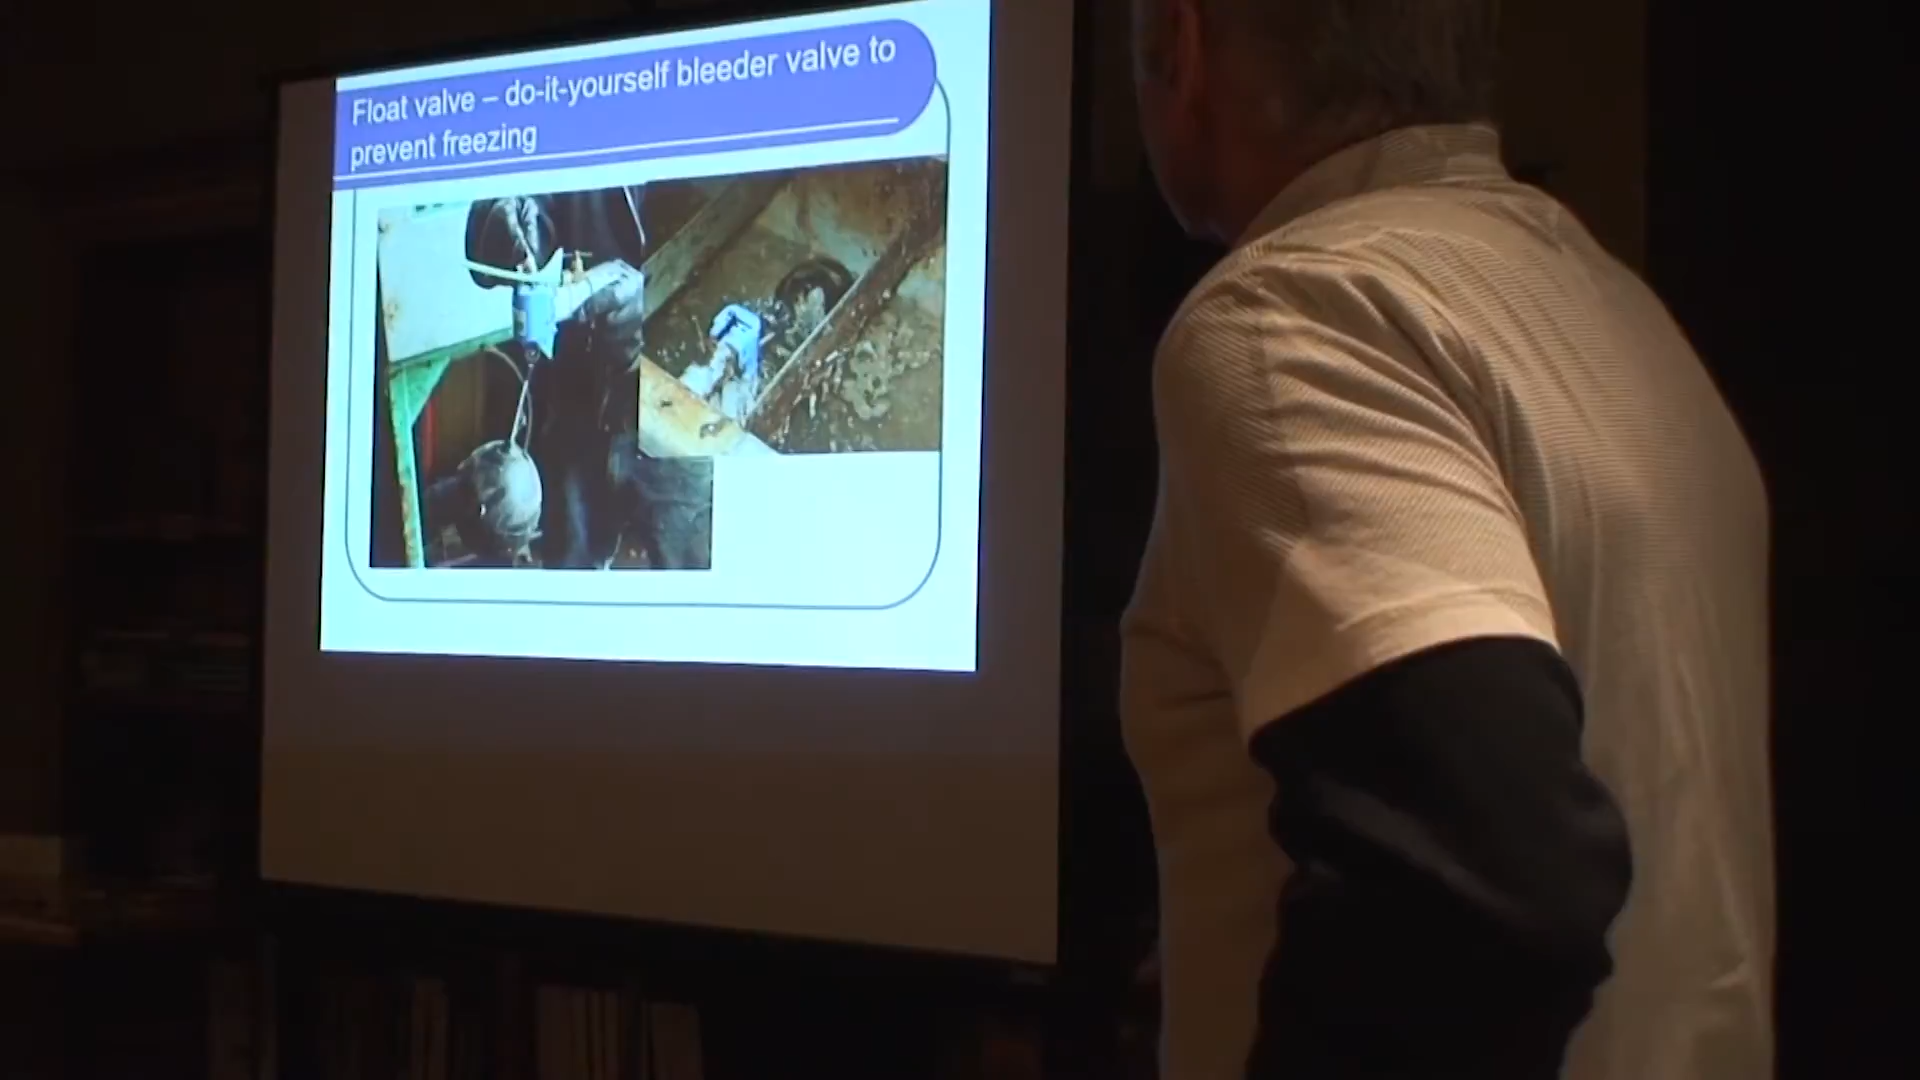 Float valve – do-it-yourself bleeder valve to
prevent freezing